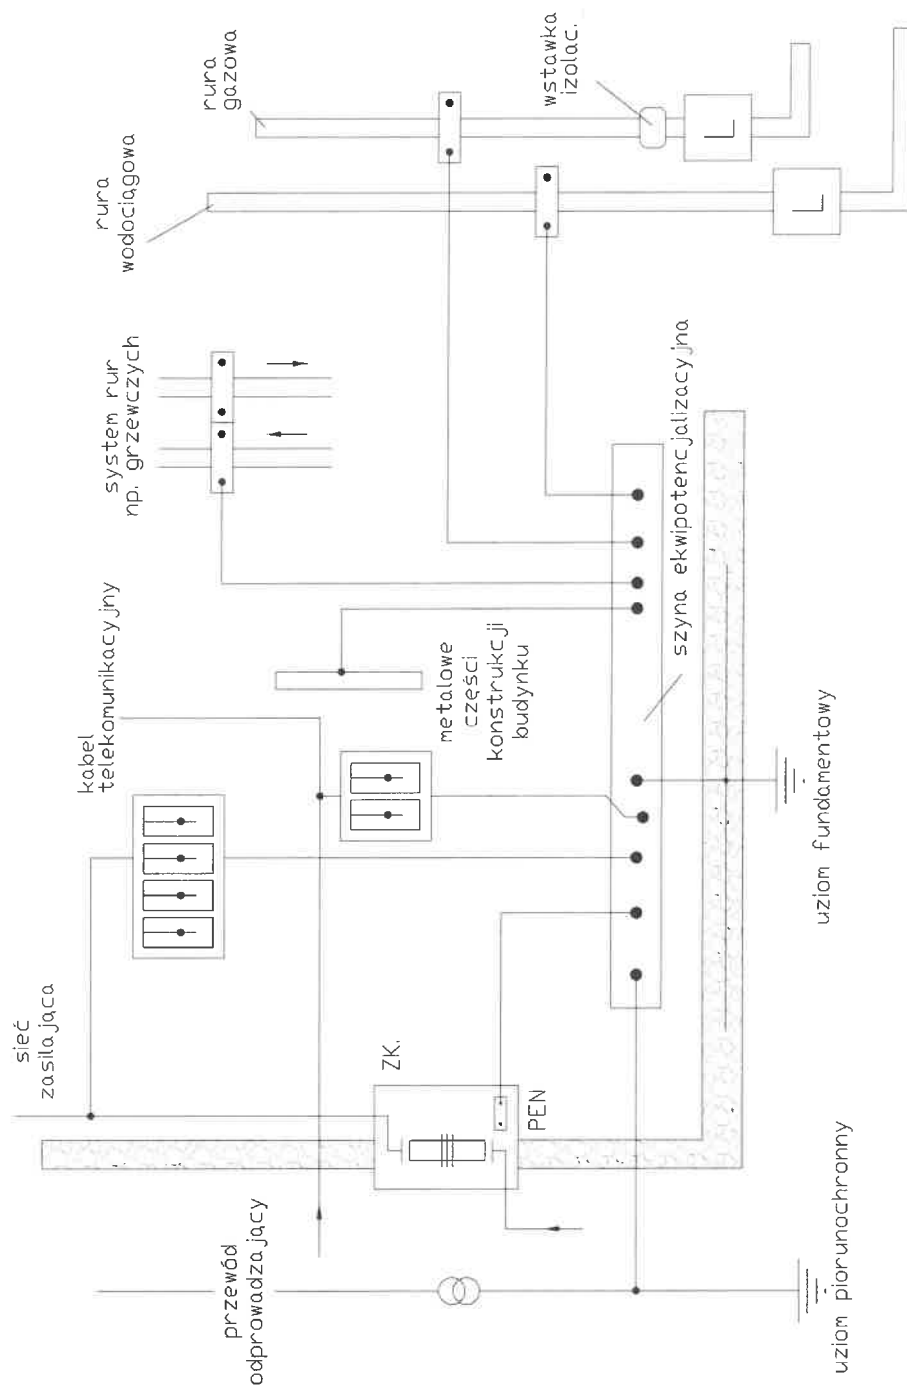 przewód
odprowadzający
sieć
zasilająca
kabel
telekomunikacyjny
system rur
np. grzewczych
rura
wodociągowa
rura
gazowa
ZK.
PEN
metalowe
części
konstrukcji
budynku
wstawka
izolac.
szyna ekwipotencjalizacyjna
uziom piorunochronny
uziom fundamentowy